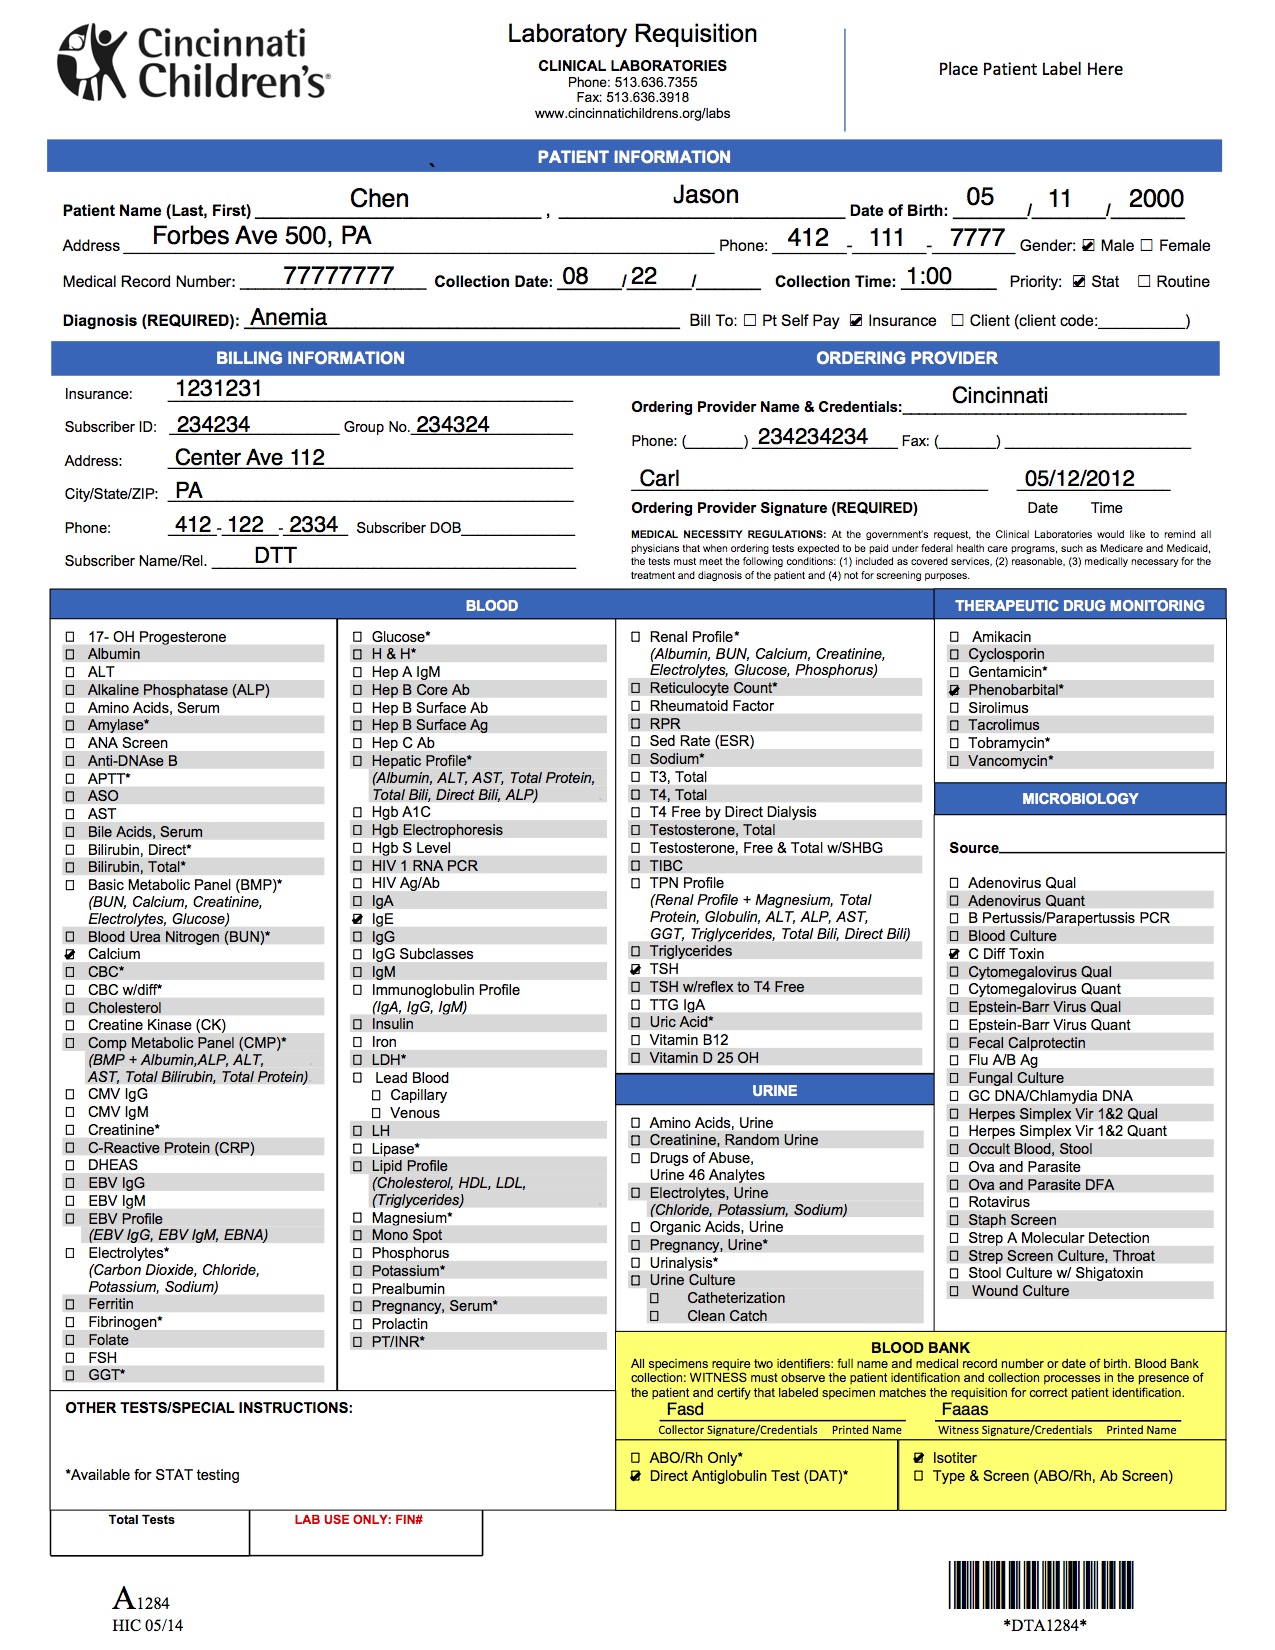 Cincinnati
Children's
Laboratory Requisition
CLINICAL LABORATORIES
Phone: 513.636.7355
Fax: 513.636.3918
www.cincinnatichildrens.org/labs
Place Patient Label Here
PATIENT INFORMATION
Patient Name (Last, First) Chen, Jason Date of Birth: 05 / 11 / 2000
Address Forbes Ave 500, PA Phone: 412 - 111 - 7777 Gender: Male Female
Medical Record Number: 77777777 Collection Date: 08 / 22 / Collection Time: 1:00 Priority: Stat Routine
Diagnosis (REQUIRED): Anemia Bill To: Pt Self Pay Insurance Client (client code: )
BILLING INFORMATION
Insurance: 1231231
Subscriber ID: 234234 Group No. 234324
Address: Center Ave 112
City/State/ZIP: PA
Phone: 412 - 122 - 2334 Subscriber DOB
Subscriber Name/Rel. DTT
ORDERING PROVIDER
Ordering Provider Name & Credentials: Cincinnati
Phone: ( ) 234234234 Fax: ( )
Carl 05/12/2012
Ordering Provider Signature (REQUIRED) Date Time
MEDICAL NECESSITY REGULATIONS: At the government's request, the Clinical Laboratories would like to remind all
physicians that when ordering tests expected to be paid under federal health care programs, such as Medicare and Medicaid,
the tests must meet the following conditions: (1) included as covered services, (2) reasonable, (3) medically necessary for the
treatment and diagnosis of the patient and (4) not for screening purposes.
BLOOD
17- OH Progesterone
Albumin
ALT
Alkaline Phosphatase (ALP)
Amino Acids, Serum
Amylase*
ANA Screen
Anti-DNAse B
APTT*
ASO
AST
Bile Acids, Serum
Bilirubin, Direct*
Bilirubin, Total*
Basic Metabolic Panel (BMP)*
(BUN, Calcium, Creatinine,
Electrolytes, Glucose)
Blood Urea Nitrogen (BUN)*
Calcium
CBC*
CBC w/diff*
Cholesterol
Creatine Kinase (CK)
Comp Metabolic Panel (CMP)*
(BMP + Albumin,ALP, ALT,
AST, Total Bilirubin, Total Protein)
CMV IgG
CMV IgM
Creatinine*
C-Reactive Protein (CRP)
DHEAS
EBV IgG
EBV IgM
EBV Profile
(EBV IgG, EBV IgM, EBNA)
Electrolytes*
(Carbon Dioxide, Chloride,
Potassium, Sodium)
Ferritin
Fibrinogen*
Folate
FSH
GGT*
Glucose*
H & H*
Hep A IgM
Hep B Core Ab
Hep B Surface Ab
Hep B Surface Ag
Hep C Ab
Hepatic Profile*
(Albumin, ALT, AST, Total Protein,
Total Bili, Direct Bili, ALP)
Hgb A1C
Hgb Electrophoresis
Hgb S Level
HIV 1 RNA PCR
HIV Ag/Ab
IgA
IgE
IgG
IgG Subclasses
IgM
Immunoglobulin Profile
(IgA, IgG, IgM)
Insulin
Iron
LDH*
Lead Blood
Capillary
Venous
LH
Lipase*
Lipid Profile
(Cholesterol, HDL, LDL,
(Triglycerides)
Magnesium*
Mono Spot
Phosphorus
Potassium*
Prealbumin
Pregnancy, Serum*
Prolactin
PT/INR*
Renal Profile*
(Albumin, BUN, Calcium, Creatinine,
Electrolytes, Glucose, Phosphorus)
Reticulocyte Count*
Rheumatoid Factor
RPR
Sed Rate (ESR)
Sodium*
T3, Total
T4, Total
T4 Free by Direct Dialysis
Testosterone, Total
Testosterone, Free & Total w/SHBG
TIBC
TPN Profile
(Renal Profile + Magnesium, Total
Protein, Globulin, ALT, ALP, AST,
GGT, Triglycerides, Total Bili, Direct Bili)
Triglycerides
TSH
TSH w/reflex to T4 Free
TTG IgA
Uric Acid*
Vitamin B12
Vitamin D 25 OH
URINE
Amino Acids, Urine
Creatinine, Random Urine
Drugs of Abuse,
Urine 46 Analytes
Electrolytes, Urine
(Chloride, Potassium, Sodium)
Organic Acids, Urine
Pregnancy, Urine*
Urinalysis*
Urine Culture
Catheterization
Clean Catch
THERAPEUTIC DRUG MONITORING
Amikacin
Cyclosporin
Gentamicin*
Phenobarbital*
Sirolimus
Tacrolimus
Tobramycin*
Vancomycin*
MICROBIOLOGY
Source
Adenovirus Qual
Adenovirus Quant
B Pertussis/Parapertussis PCR
Blood Culture
C Diff Toxin
Cytomegalovirus Qual
Cytomegalovirus Quant
Epstein-Barr Virus Qual
Epstein-Barr Virus Quant
Fecal Calprotectin
Flu A/B Ag
Fungal Culture
GC DNA/Chlamydia DNA
Herpes Simplex Vir 1&2 Qual
Herpes Simplex Vir 1&2 Quant
Occult Blood, Stool
Ova and Parasite
Ova and Parasite DFA
Rotavirus
Staph Screen
Strep A Molecular Detection
Strep Screen Culture, Throat
Stool Culture w/ Shigatoxin
Wound Culture
BLOOD BANK
All specimens require two identifiers: full name and medical record number or date of birth. Blood Bank
collection: WITNESS must observe the patient identification and collection processes in the presence of
the patient and certify that labeled specimen matches the requisition for correct patient identification.
Fasd Faaas
Collector Signature/Credentials Printed Name Witness Signature/Credentials Printed Name
ABO/Rh Only*
Direct Antiglobulin Test (DAT)*
Isotiter
Type & Screen (ABO/Rh, Ab Screen)
OTHER TESTS/SPECIAL INSTRUCTIONS:
*Available for STAT testing
Total Tests
LAB USE ONLY: FIN#
A1284
HIC 05/14
*DTA1284*